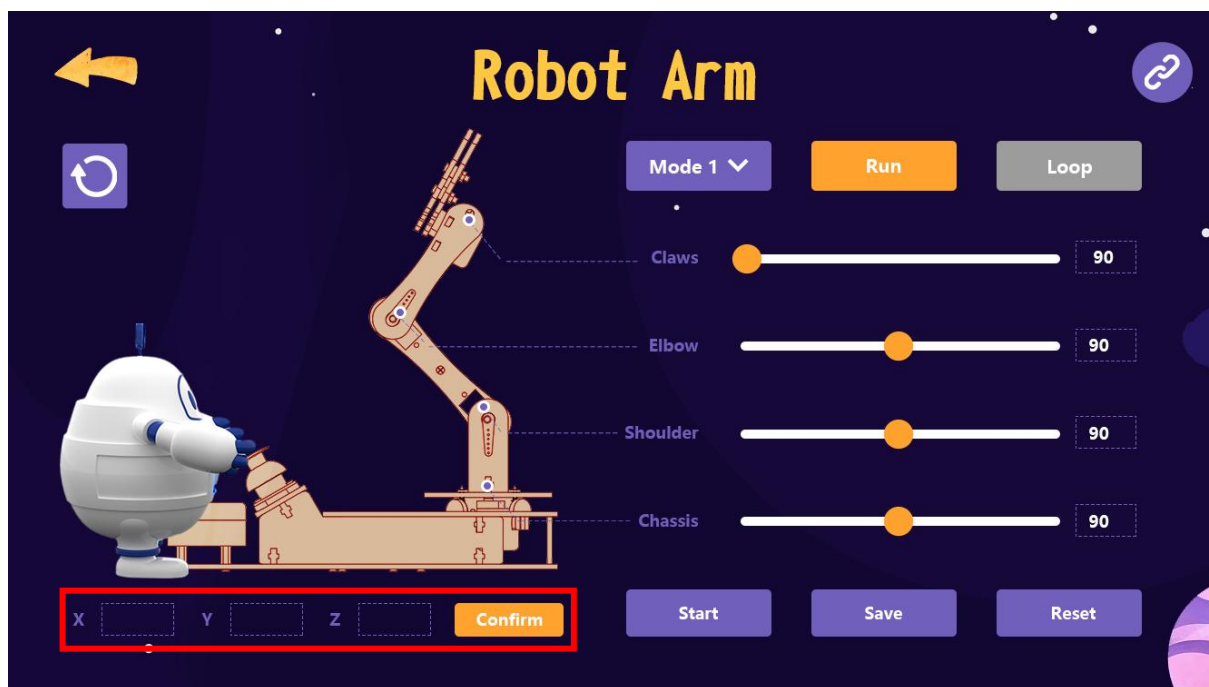 Robot Arm
Mode 1
Run
Loop
Claws
90
Elbow
90
Shoulder
90
Chassis
90
X
Y
Z
Confirm
Start
Save
Reset